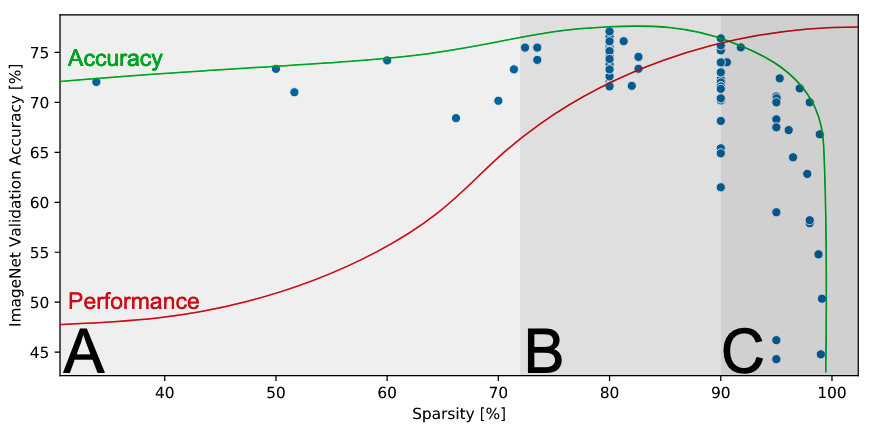 ImageNet Validation Accuracy [%]
75
70
65
60
55
50
45
Accuracy
Performance
A
B
C
40
50
60
70
80
90
100
Sparsity [%]